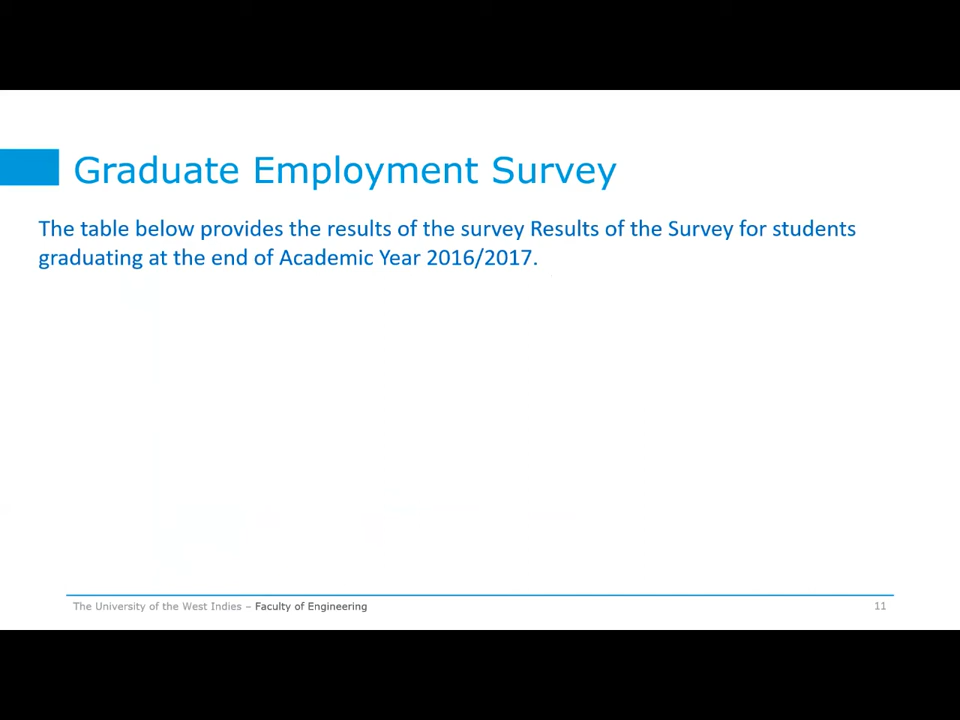 Graduate Employment Survey
The table below provides the results of the survey Results of the Survey for students
graduating at the end of Academic Year 2016/2017.
The University of the West Indies – Faculty of Engineering
11